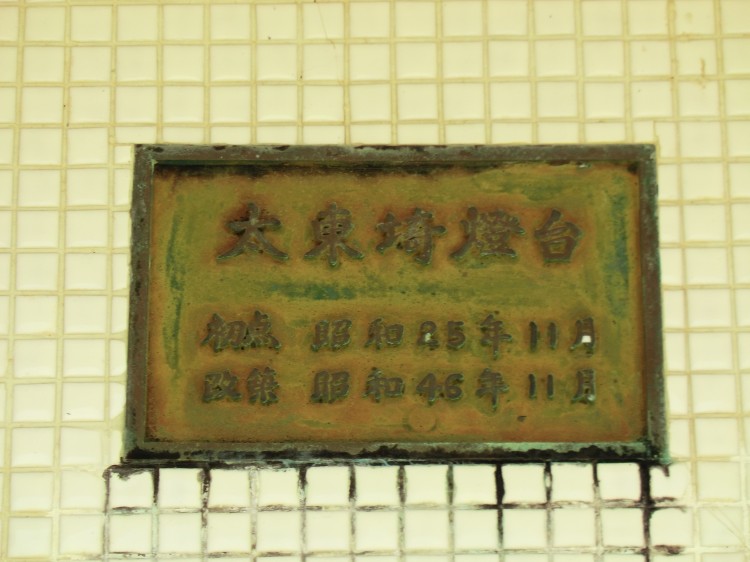 太東埼燈台
初点 昭和25年11月
改築 昭和46年11月